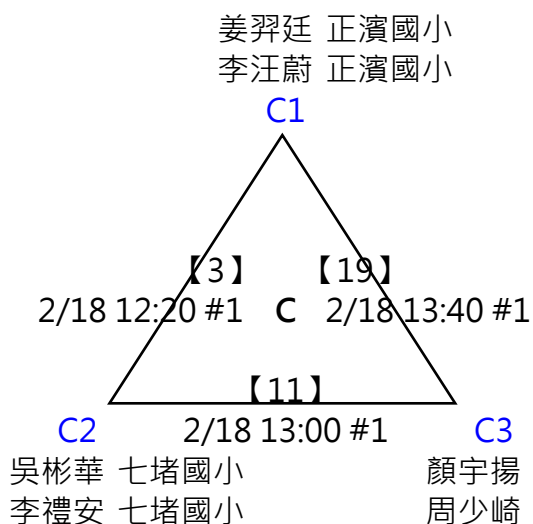 姜羿廷 正濱國小
李汪蔚 正濱國小
C1
【3】 【19】
2/18 12:20 #1 C 2/18 13:40 #1
【11】
C2 2/18 13:00 #1 C3
吳彬華 七堵國小 顏宇揚
李禮安 七堵國小 周少崎